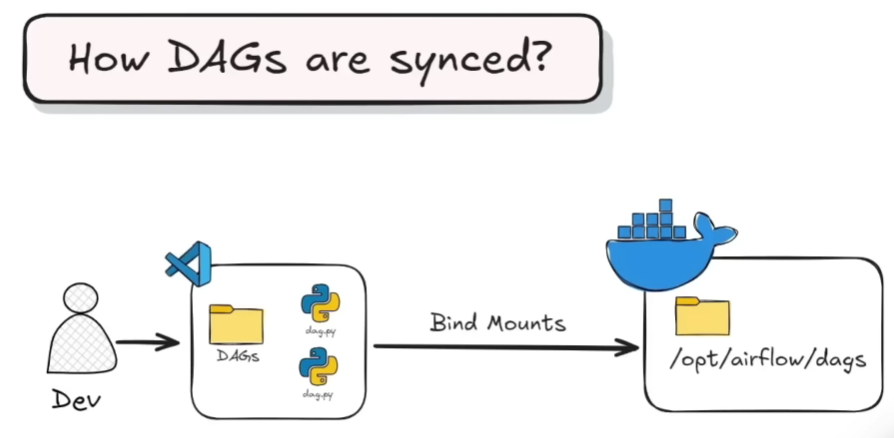 How DAGs are synced?
dag.py
DAGs
dag.py
Dev
Bind Mounts
/opt/airflow/dags